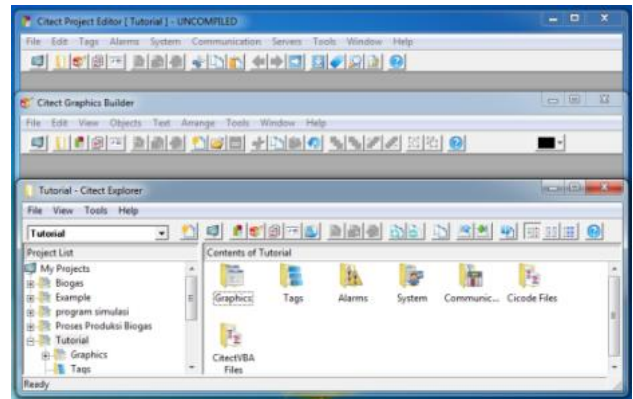 Citect Project Editor [ Tutorial ] - UNCOMPILED
File Edit Tags Alarms System Communication Servers Tools Window Help
Citect Graphics Builder
File Edit View Objects Text Arrange Tools Window Help
Tutorial - Citect Explorer
File View Tools Help
Tutorial
Project List
Contents of Tutorial
My Projects
Biogas
Example
program simulasi
Proses Produksi Biogas
Tutorial
Graphics
Tags
Graphics Tags Alarms System Communic... Cicode Files
CitectVBA
Files
Ready